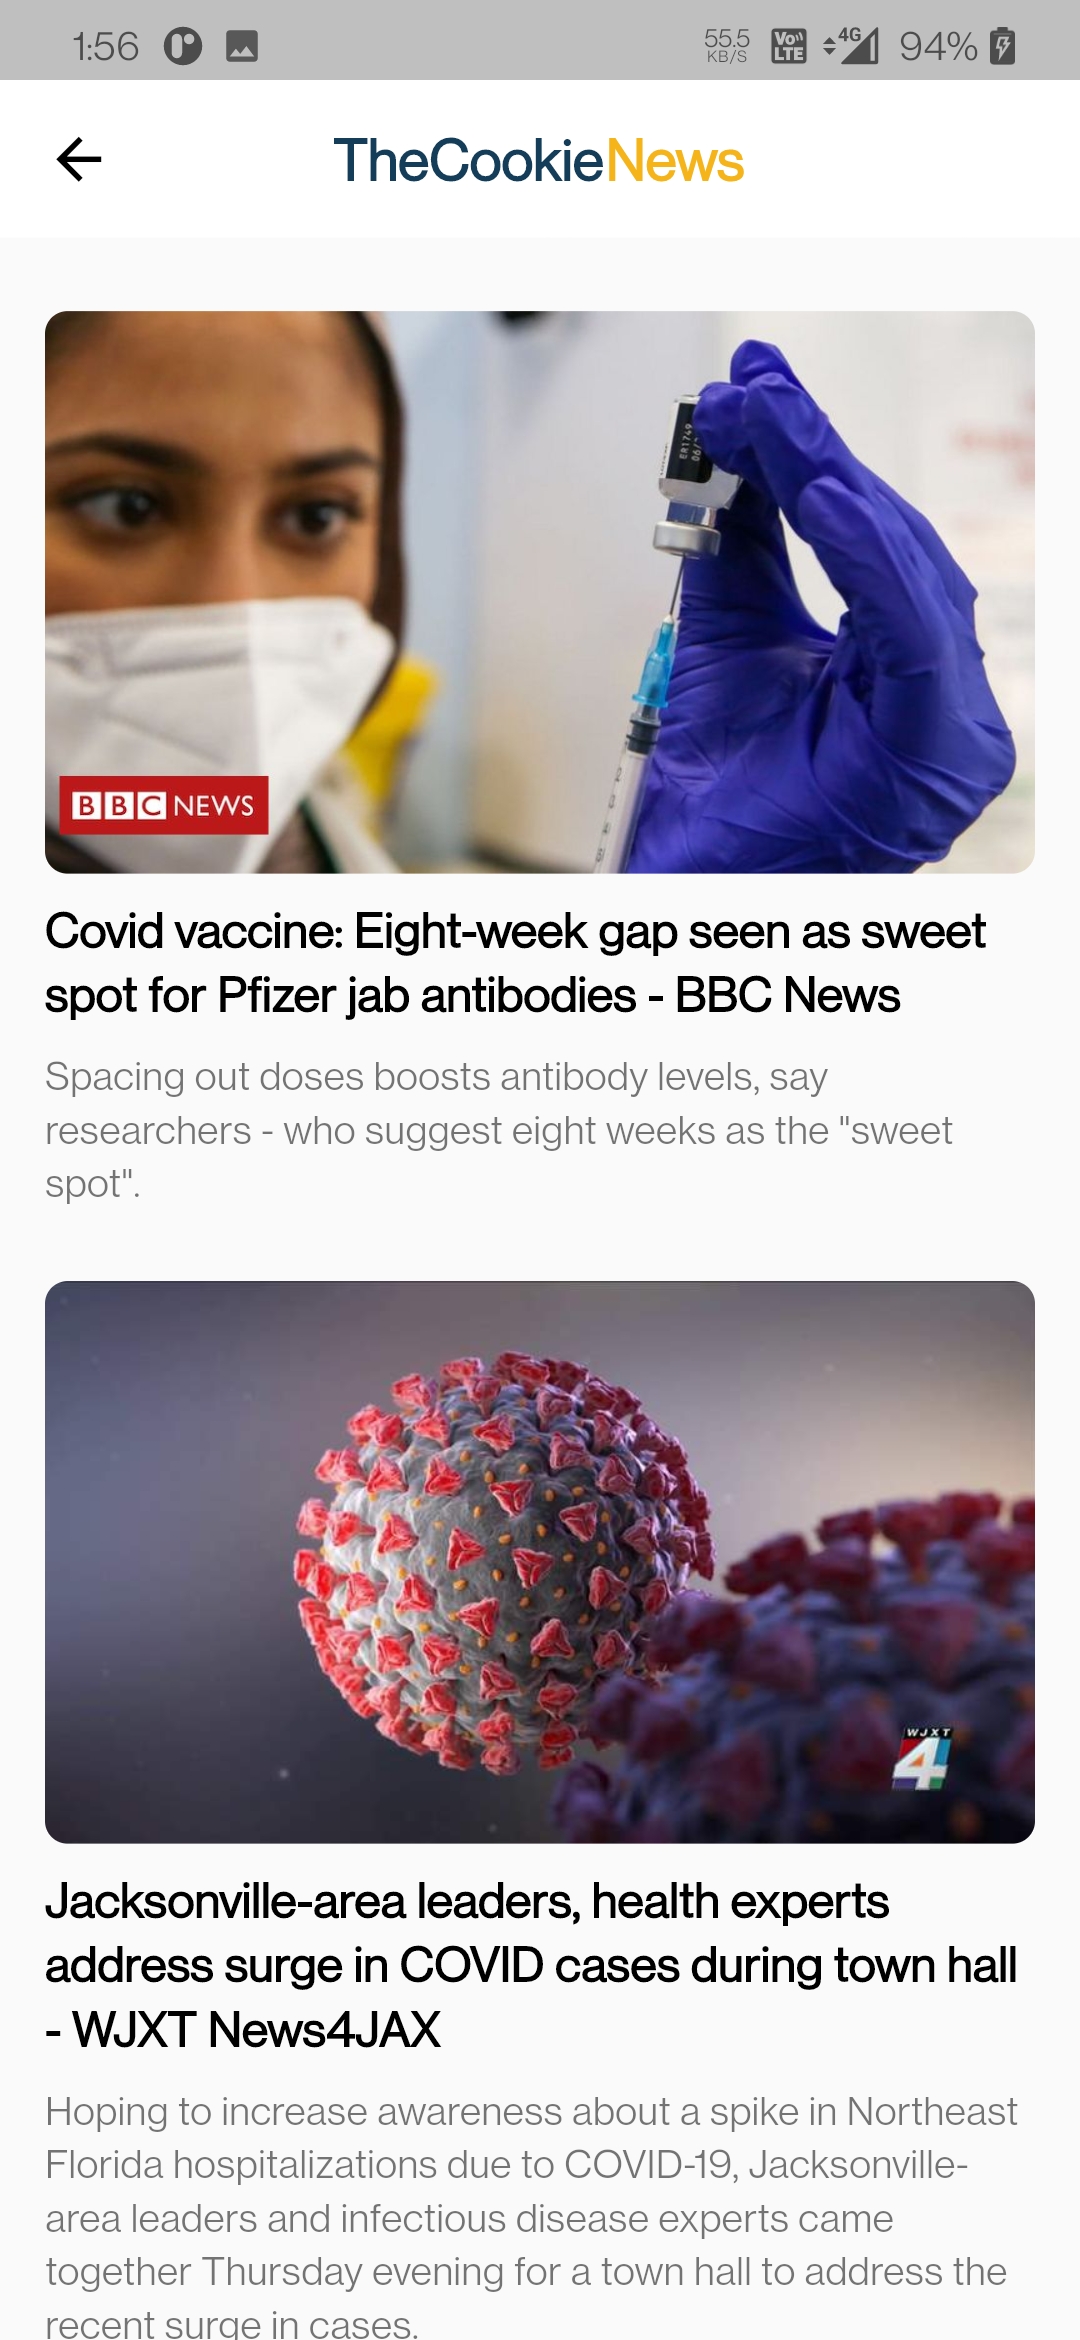 1:56
55.5
KB/S
Vo
LTE
4G
94%
TheCookieNews
ER1749
06/
2
BBC NEWS
Covid vaccine: Eight-week gap seen as sweet
spot for Pfizer jab antibodies - BBC News
Spacing out doses boosts antibody levels, say
researchers - who suggest eight weeks as the "sweet
spot".
WJXT
4
Jacksonville-area leaders, health experts
address surge in COVID cases during town hall
- WJXT News4JAX
Hoping to increase awareness about a spike in Northeast
Florida hospitalizations due to COVID-19, Jacksonville-
area leaders and infectious disease experts came
together Thursday evening for a town hall to address the
recent surge in cases.